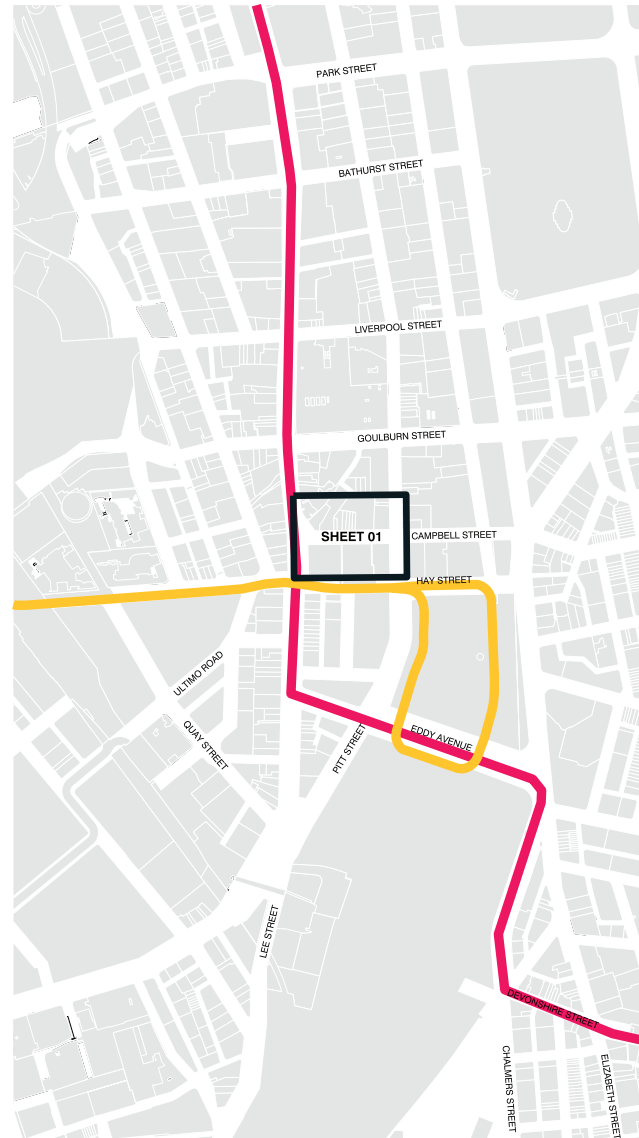 PARK STREET
BATHURST STREET
LIVERPOOL STREET
GOULBURN STREET
SHEET 01
CAMPBELL STREET
HAY STREET
ULTIMO ROAD
QUAY STREET
PITT STREET
EDDY AVENUE
LEE STREET
DEVONSHIRE STREET
CHALMERS STREET
ELIZABETH STREET